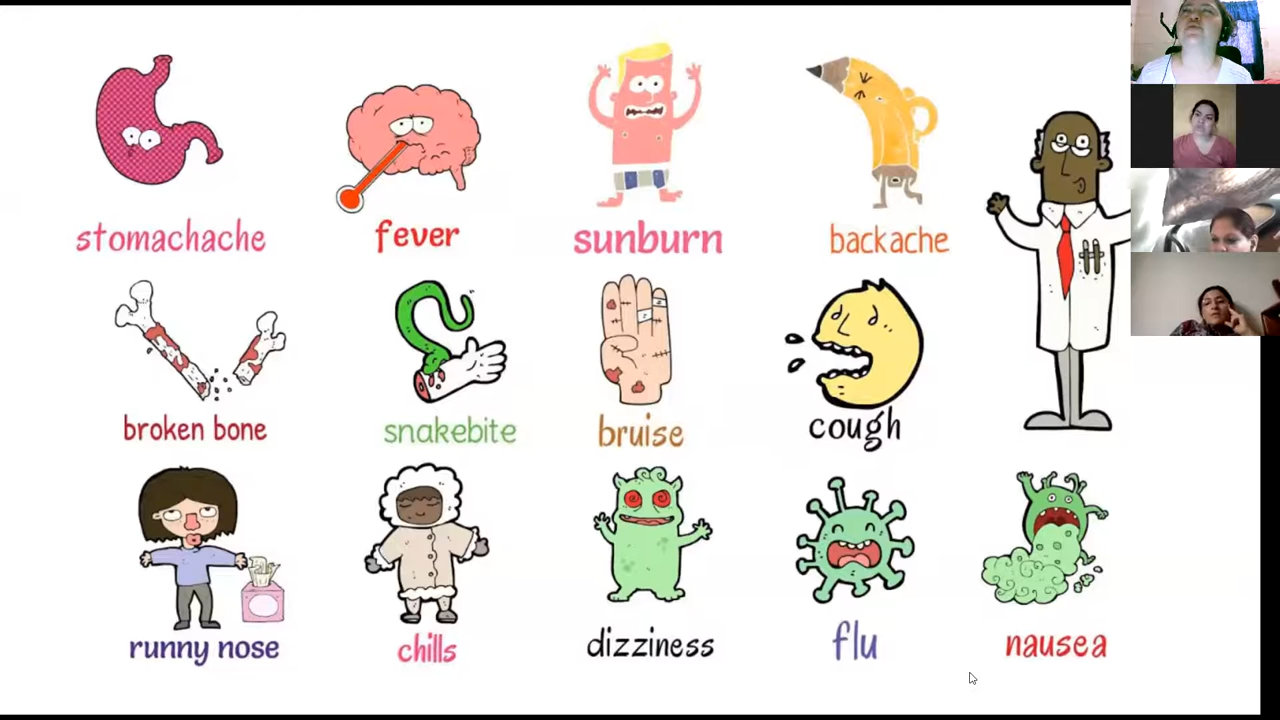 stomachache
fever
sunburn
backache
broken bone
snakebite
bruise
cough
runny nose
chills
dizziness
flu
nausea